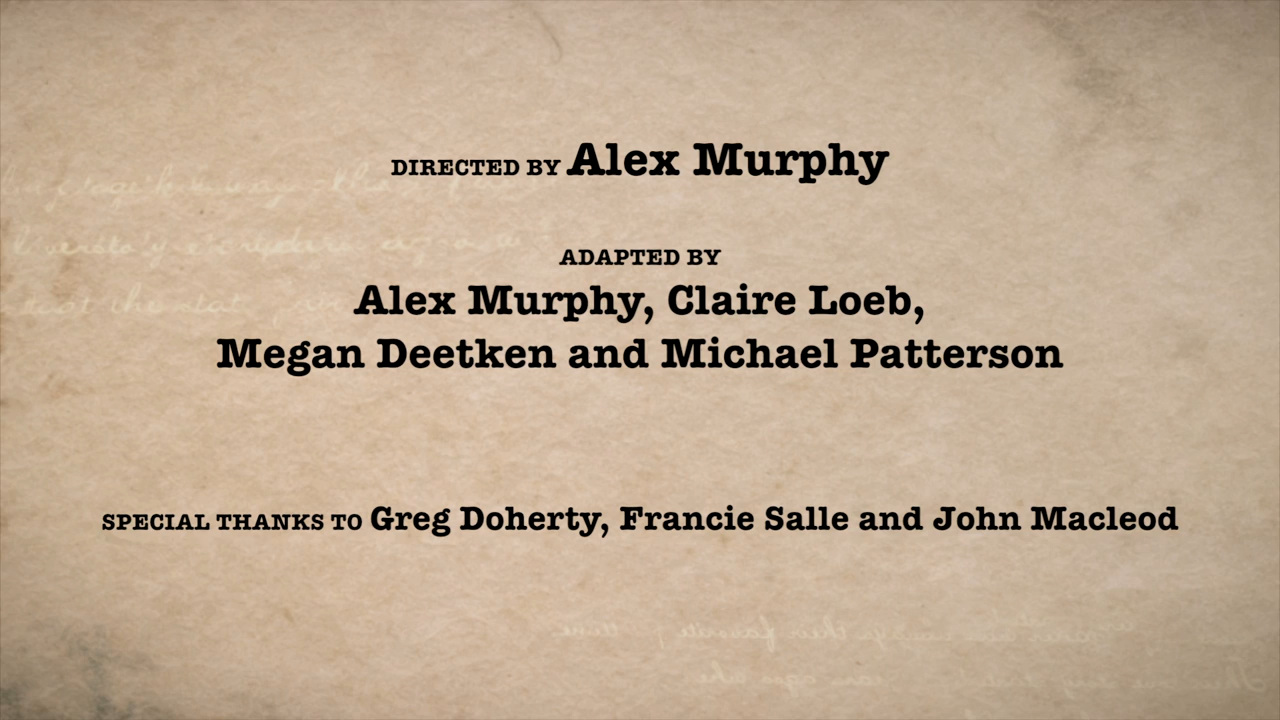 DIRECTED BY Alex Murphy
ADAPTED BY
Alex Murphy, Claire Loeb,
Megan Deetken and Michael Patterson
SPECIAL THANKS TO Greg Doherty, Francie Salle and John Macleod